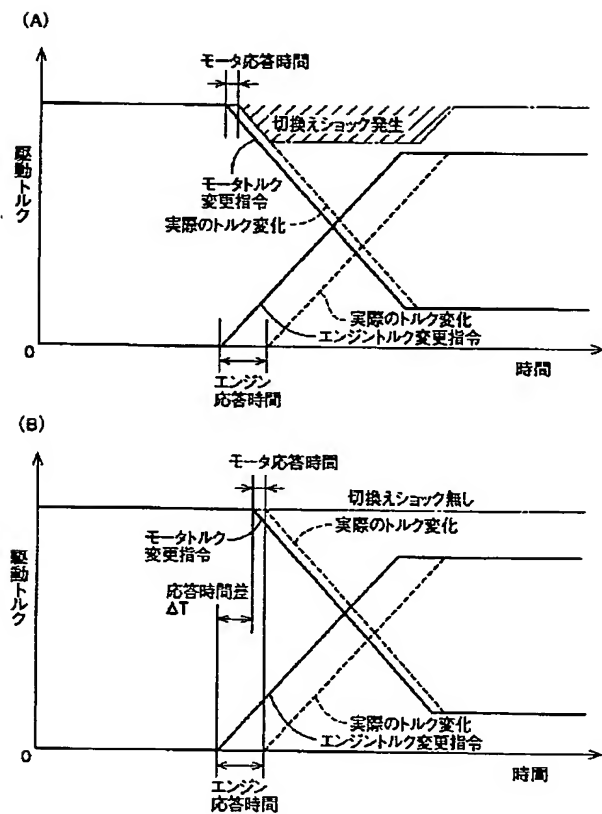 (A)
モータ応答時間
切換えショック発生
駆動トルク
モータトルク
変更指令
実際のトルク変化
実際のトルク変化
エンジントルク変更指令
0
時間
エンジン
応答時間
(B)
モータ応答時間
切換えショック無し
モータトルク
変更指令
実際のトルク変化
駆動トルク
応答時間差
ΔT
実際のトルク変化
エンジントルク変更指令
0
時間
エンジン
応答時間